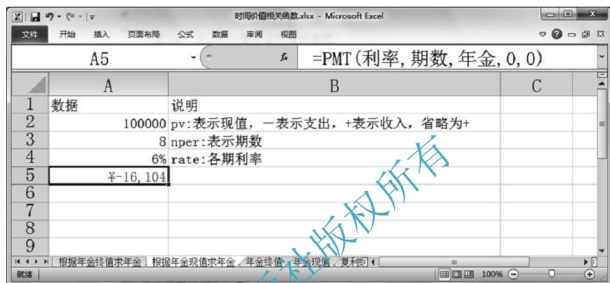 时间价值相关函数.xlsx - Microsoft Excel
文件 开始 插入 页面布局 公式 数据 审阅 视图
A5 fx =PMT(利率,期数,年金,0,0)
A B C
1 数据 说明
2 100000 pv:表示现值，－表示支出，+表示收入，省略为+
3 8 nper:表示期数
4 6% rate:各期利率
5 ¥-16,104
6
7
8
9
根据年金终值求年金 根据年金现值求年金 年金终值 年金现值 复利
就绪 100%
社版权所有